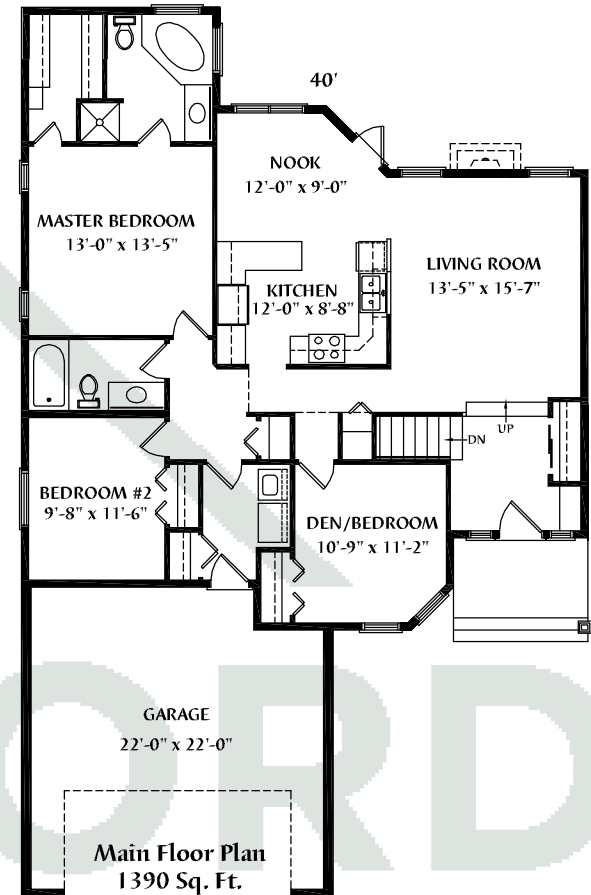 40'
NOOK
12'-0" x 9'-0"
MASTER BEDROOM
13'-0" x 13'-5"
LIVING ROOM
13'-5" x 15'-7"
KITCHEN
12'-0" x 8'-8"
UP
DN
BEDROOM #2
9'-8" x 11'-6"
DEN/BEDROOM
10'-9" x 11'-2"
GARAGE
22'-0" x 22'-0"
Main Floor Plan
1390 Sq. Ft.
ORD